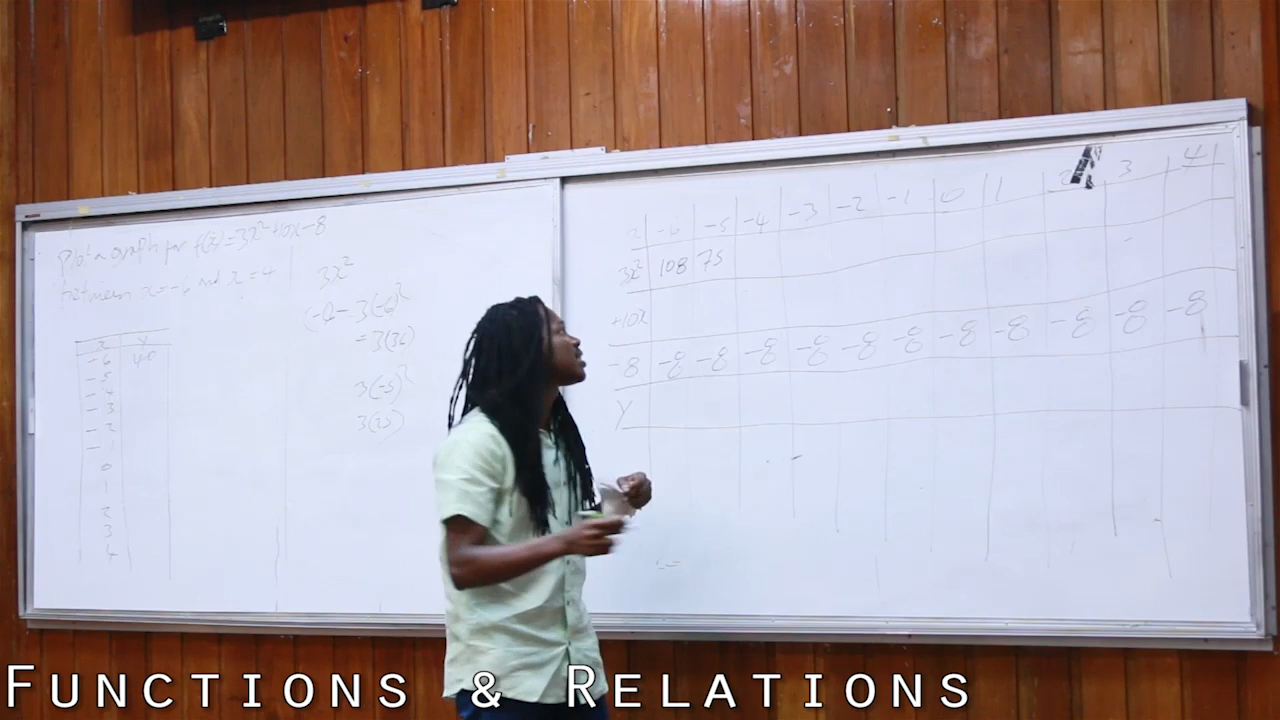 Plot a graph for f(x)=3x²+10x-8
between x=-6 and x=4
x y
-6 40
-5
-4
-3
-2
-1
0
1
2
3
4
3x²
3(-6)²
=3(36)
3(-5)²
3(25)
x -6 -5 -4 -3 -2 -1 0 1 2 3 4
3x² 108 75
+10x
-8 -8 -8 -8 -8 -8 -8 -8 -8 -8 -8 -8
Y
FUNCTIONS & RELATIONS